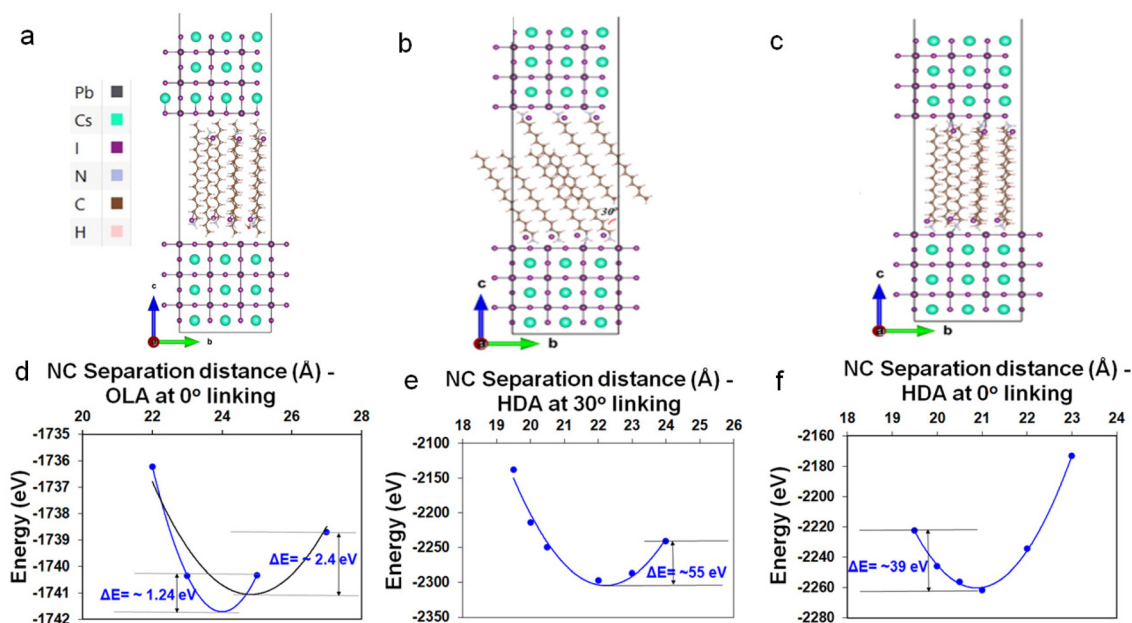 a
b
c
Pb
Cs
I
N
C
H
30°
c
b
c
a
b
c
a
b
d
NC Separation distance (Å) -
OLA at 0º linking
20 22 24 26 28
-1735
-1736
-1737
-1738
-1739
-1740
-1741
-1742
Energy (eV)
ΔE= ~ 2.4 eV
ΔE= ~ 1.24 eV
e
NC Separation distance (Å) -
HDA at 30º linking
18 19 20 21 22 23 24 25 26
-2100
-2150
-2200
-2250
-2300
-2350
Energy (eV)
ΔE= ~55 eV
f
NC Separation distance (Å) -
HDA at 0º linking
18 19 20 21 22 23 24
-2160
-2180
-2200
-2220
-2240
-2260
-2280
Energy (eV)
ΔE= ~39 eV